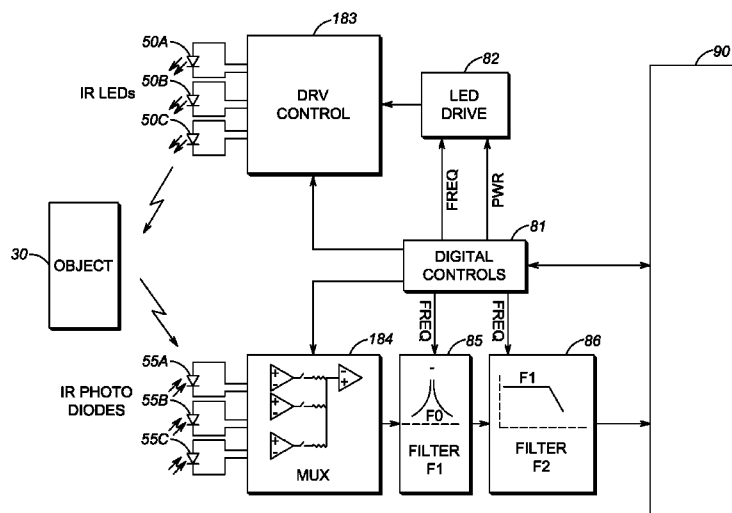 183
50A
82
90
50B
IR LEDs
DRV
CONTROL
LED
DRIVE
50C
FREQ
PWR
81
30
OBJECT
DIGITAL
CONTROLS
FREQ
FREQ
184
85
86
55A
IR PHOTO
DIODES
55B
F0
F1
55C
MUX
FILTER
F1
FILTER
F2